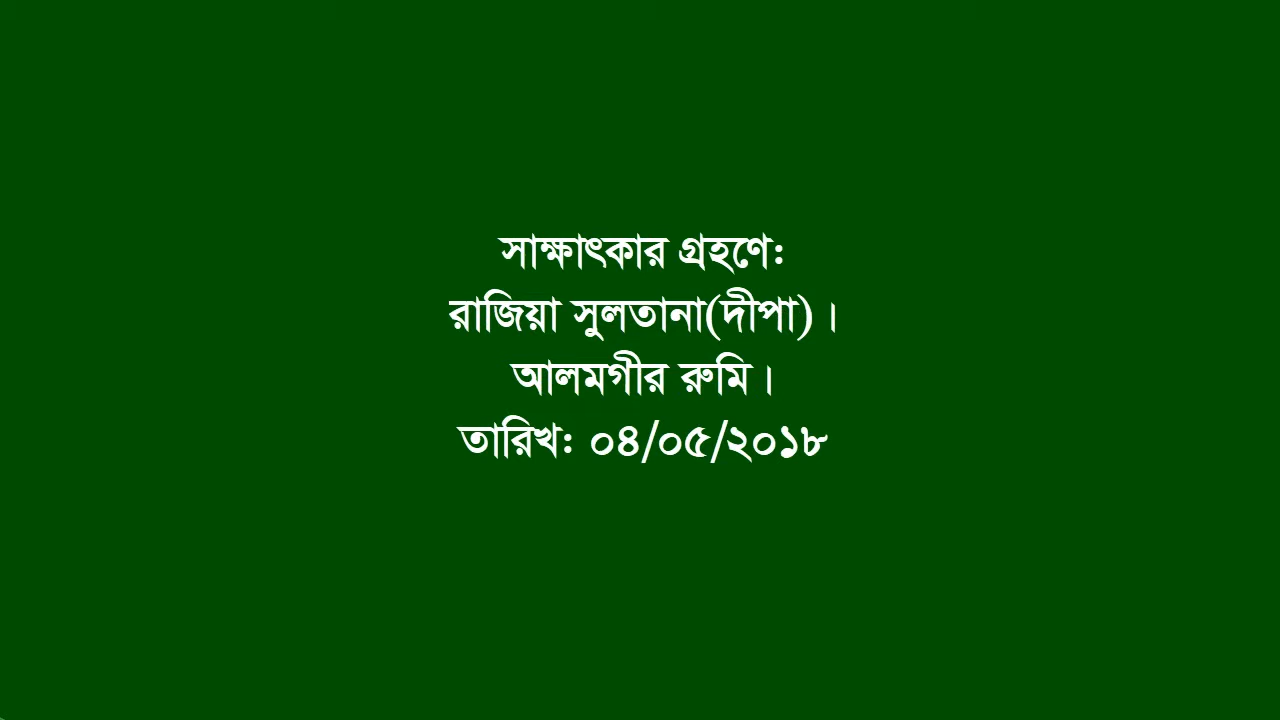 সাক্ষাৎকার গ্রহণে:
রাজিয়া সুলতানা(দীপা)।
আলমগীর রুমি।
তারিখ: ০৪/০৫/২০১৮